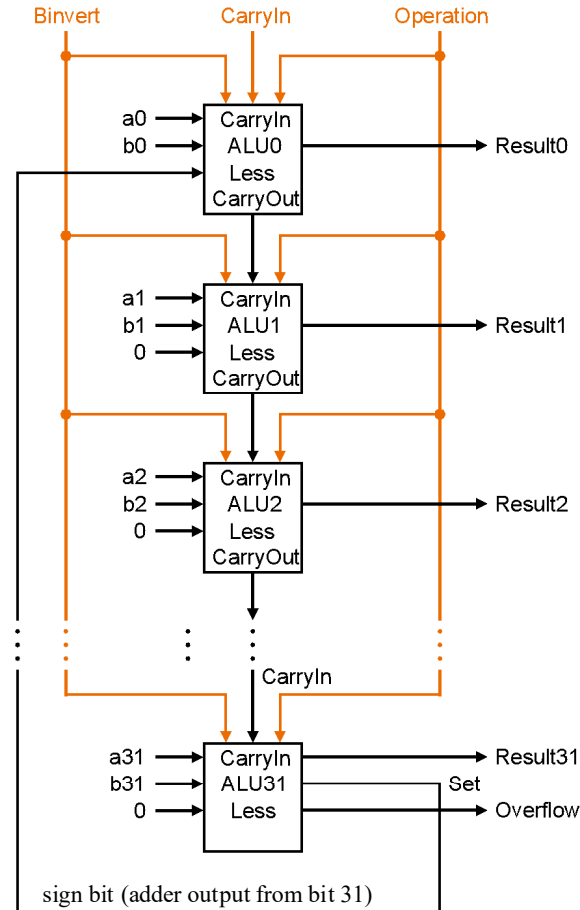 Binvert CarryIn Operation
a0 CarryIn
b0 ALU0 Result0
Less
CarryOut
a1 CarryIn
b1 ALU1 Result1
0 Less
CarryOut
a2 CarryIn
b2 ALU2 Result2
0 Less
CarryOut
CarryIn
a31 CarryIn Result31
b31 ALU31 Set
0 Less Overflow
sign bit (adder output from bit 31)